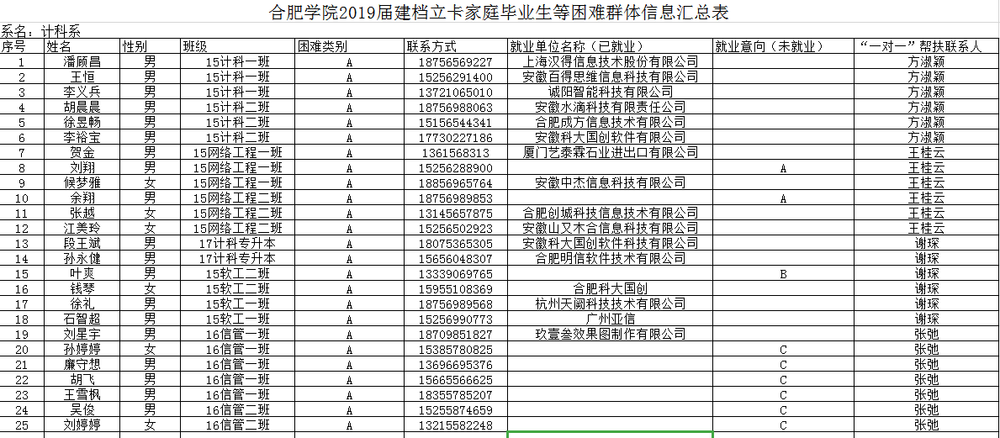 合肥学院2019届建档立卡家庭毕业生等困难群体信息汇总表
系名：计科系
序号 姓名 性别 班级 困难类别 联系方式 就业单位名称（已就业） 就业意向（未就业） “一对一”帮扶联系人
1 潘顾昌 男 15计科一班 A 18756569227 上海汉得信息技术股份有限公司 方淑颖
2 王恒 男 15计科一班 A 15256291400 安徽百得思维信息科技有限公司 方淑颖
3 李义兵 男 15计科一班 A 13721065010 诚阳智能科技有限公司 方淑颖
4 胡晨晨 男 15计科二班 A 18756988063 安徽水滴科技有限责任公司 方淑颖
5 徐昱畅 男 15计科二班 A 15156544341 合肥成方信息技术有限公司 方淑颖
6 李裕宝 男 15计科二班 A 17730227186 安徽科大国创软件有限公司 方淑颖
7 贺金 男 15网络工程一班 A 1361568313 厦门艺泰霖石业进出口有限公司 王桂云
8 刘翔 男 15网络工程一班 A 15256288900 A 王桂云
9 候梦雅 女 15网络工程一班 A 18856965764 安徽中杰信息科技有限公司 王桂云
10 余翔 男 15网络工程二班 A 18756989853 A 王桂云
11 张越 女 15网络工程二班 A 13145657875 合肥创城科技信息技术有限公司 王桂云
12 江美玲 女 15网络工程二班 A 15256502923 安徽山又木合信息科技有限公司 王桂云
13 段王斌 男 17计科专升本 A 18075365305 安徽科大国创软件科技有限公司 谢琛
14 孙永健 男 17计科专升本 A 15656048307 合肥明信软件技术有限公司 谢琛
15 叶爽 男 15软工二班 A 13339069765 B 谢琛
16 钱琴 女 15软工二班 A 15955108369 合肥科大国创 谢琛
17 徐礼 男 15软工一班 A 18756989568 杭州天阙科技技术有限公司 谢琛
18 石智超 男 15软工一班 A 15256990773 广州亚信 谢琛
19 刘星宇 男 16信管一班 A 18709851827 玖壹叁效果图制作有限公司 张弛
20 孙婷婷 女 16信管一班 A 15385780825 C 张弛
21 廉守想 男 16信管一班 A 13696695376 C 张弛
22 胡飞 男 16信管一班 A 15665566625 C 张弛
23 王雪枫 男 16信管一班 A 18355785207 C 张弛
24 吴俊 男 16信管二班 A 15255874659 C 张弛
25 刘婷婷 女 16信管二班 A 13215582248 C 张弛